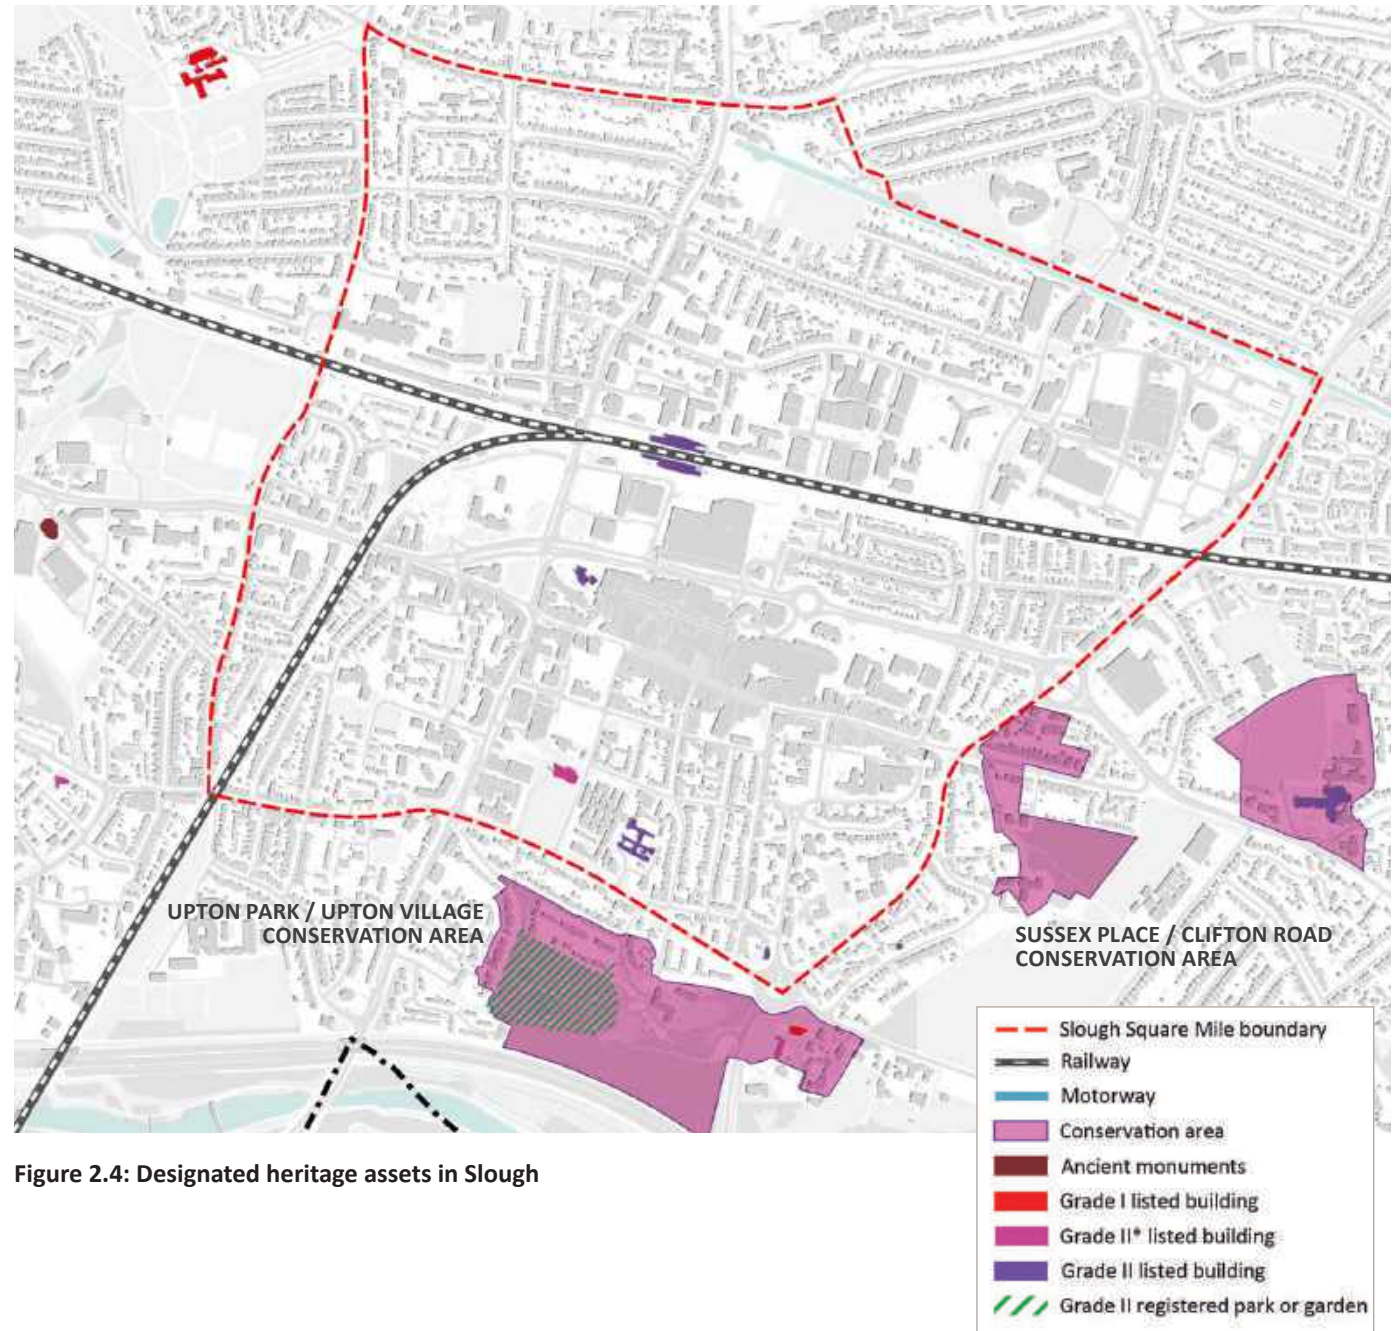 UPTON PARK / UPTON VILLAGE
CONSERVATION AREA
SUSSEX PLACE / CLIFTON ROAD
CONSERVATION AREA
Slough Square Mile boundary
Railway
Motorway
Conservation area
Ancient monuments
Grade I listed building
Grade II* listed building
Grade II listed building
Grade II registered park or garden
Figure 2.4: Designated heritage assets in Slough